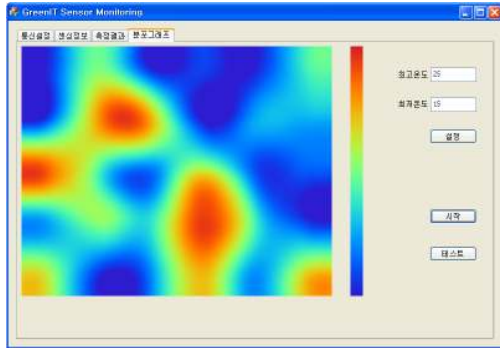 GreenIT Sensor Monitoring
통신설정 센싱정보 측정결과 분포그래프
최고온도 25
최저온도 15
설정
시작
테스트